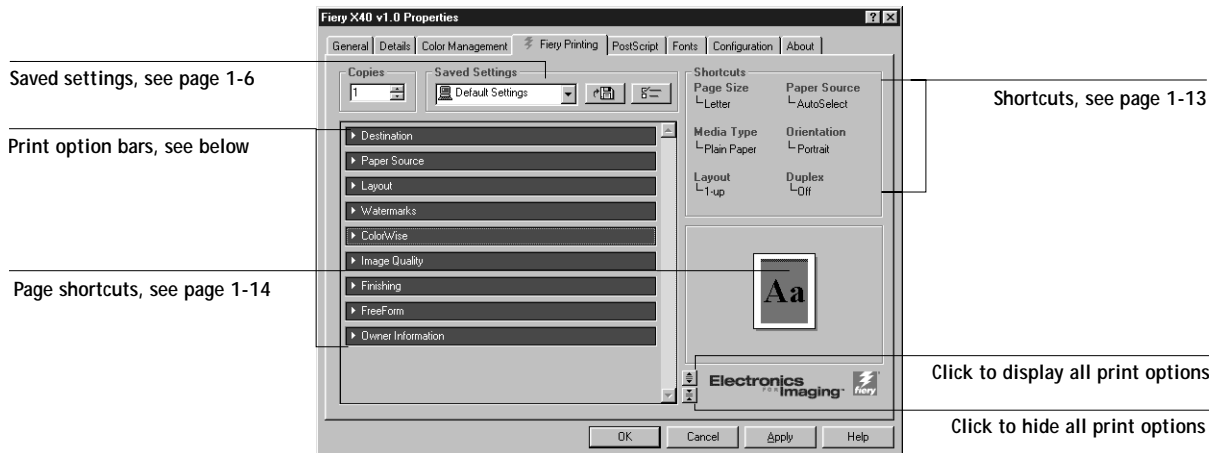 Fiery X40 v1.0 Properties
General Details Color Management Fiery Printing PostScript Fonts Configuration About
Saved settings, see page 1-6
Copies
1
Saved Settings
Default Settings
Shortcuts
Page Size
Letter
Paper Source
AutoSelect
Media Type
Plain Paper
Orientation
Portrait
Layout
1-up
Duplex
Off
Shortcuts, see page 1-13
Print option bars, see below
Destination
Paper Source
Layout
Watermarks
ColorWise
Image Quality
Finishing
FreeForm
Owner Information
Page shortcuts, see page 1-14
Aa
Electronics
FOR Imaging
fiery
Click to display all print options
Click to hide all print options
OK Cancel Apply Help